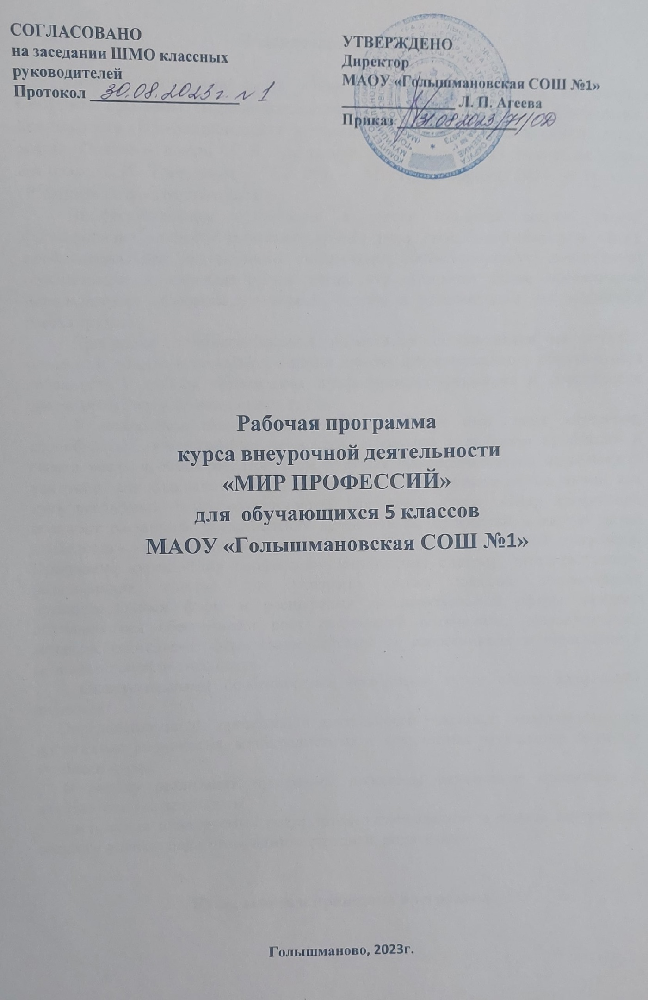 СОГЛАСОВАНО
на заседании ШМО классных
руководителей
Протокол 30.08.2023 г. № 1
УТВЕРЖДЕНО
Директор
МАОУ «Голышмановская СОШ №1»
Л. П. Агеева
Приказ 31.08.2023/71/ОД
Рабочая программа
курса внеурочной деятельности
«МИР ПРОФЕССИЙ»
для обучающихся 5 классов
МАОУ «Голышмановская СОШ №1»
Голышманово, 2023г.